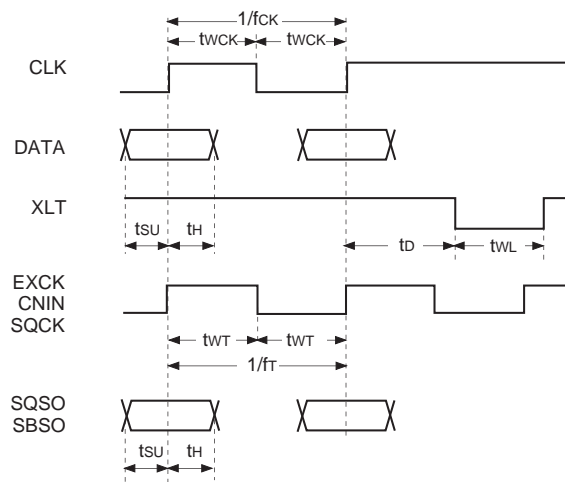 1/fCK
tWCK tWCK
CLK
DATA
XLT
tSU tH tD tWL
EXCK
CNIN
SQCK
tWT tWT
1/fT
SQSO
SBSO
tSU tH